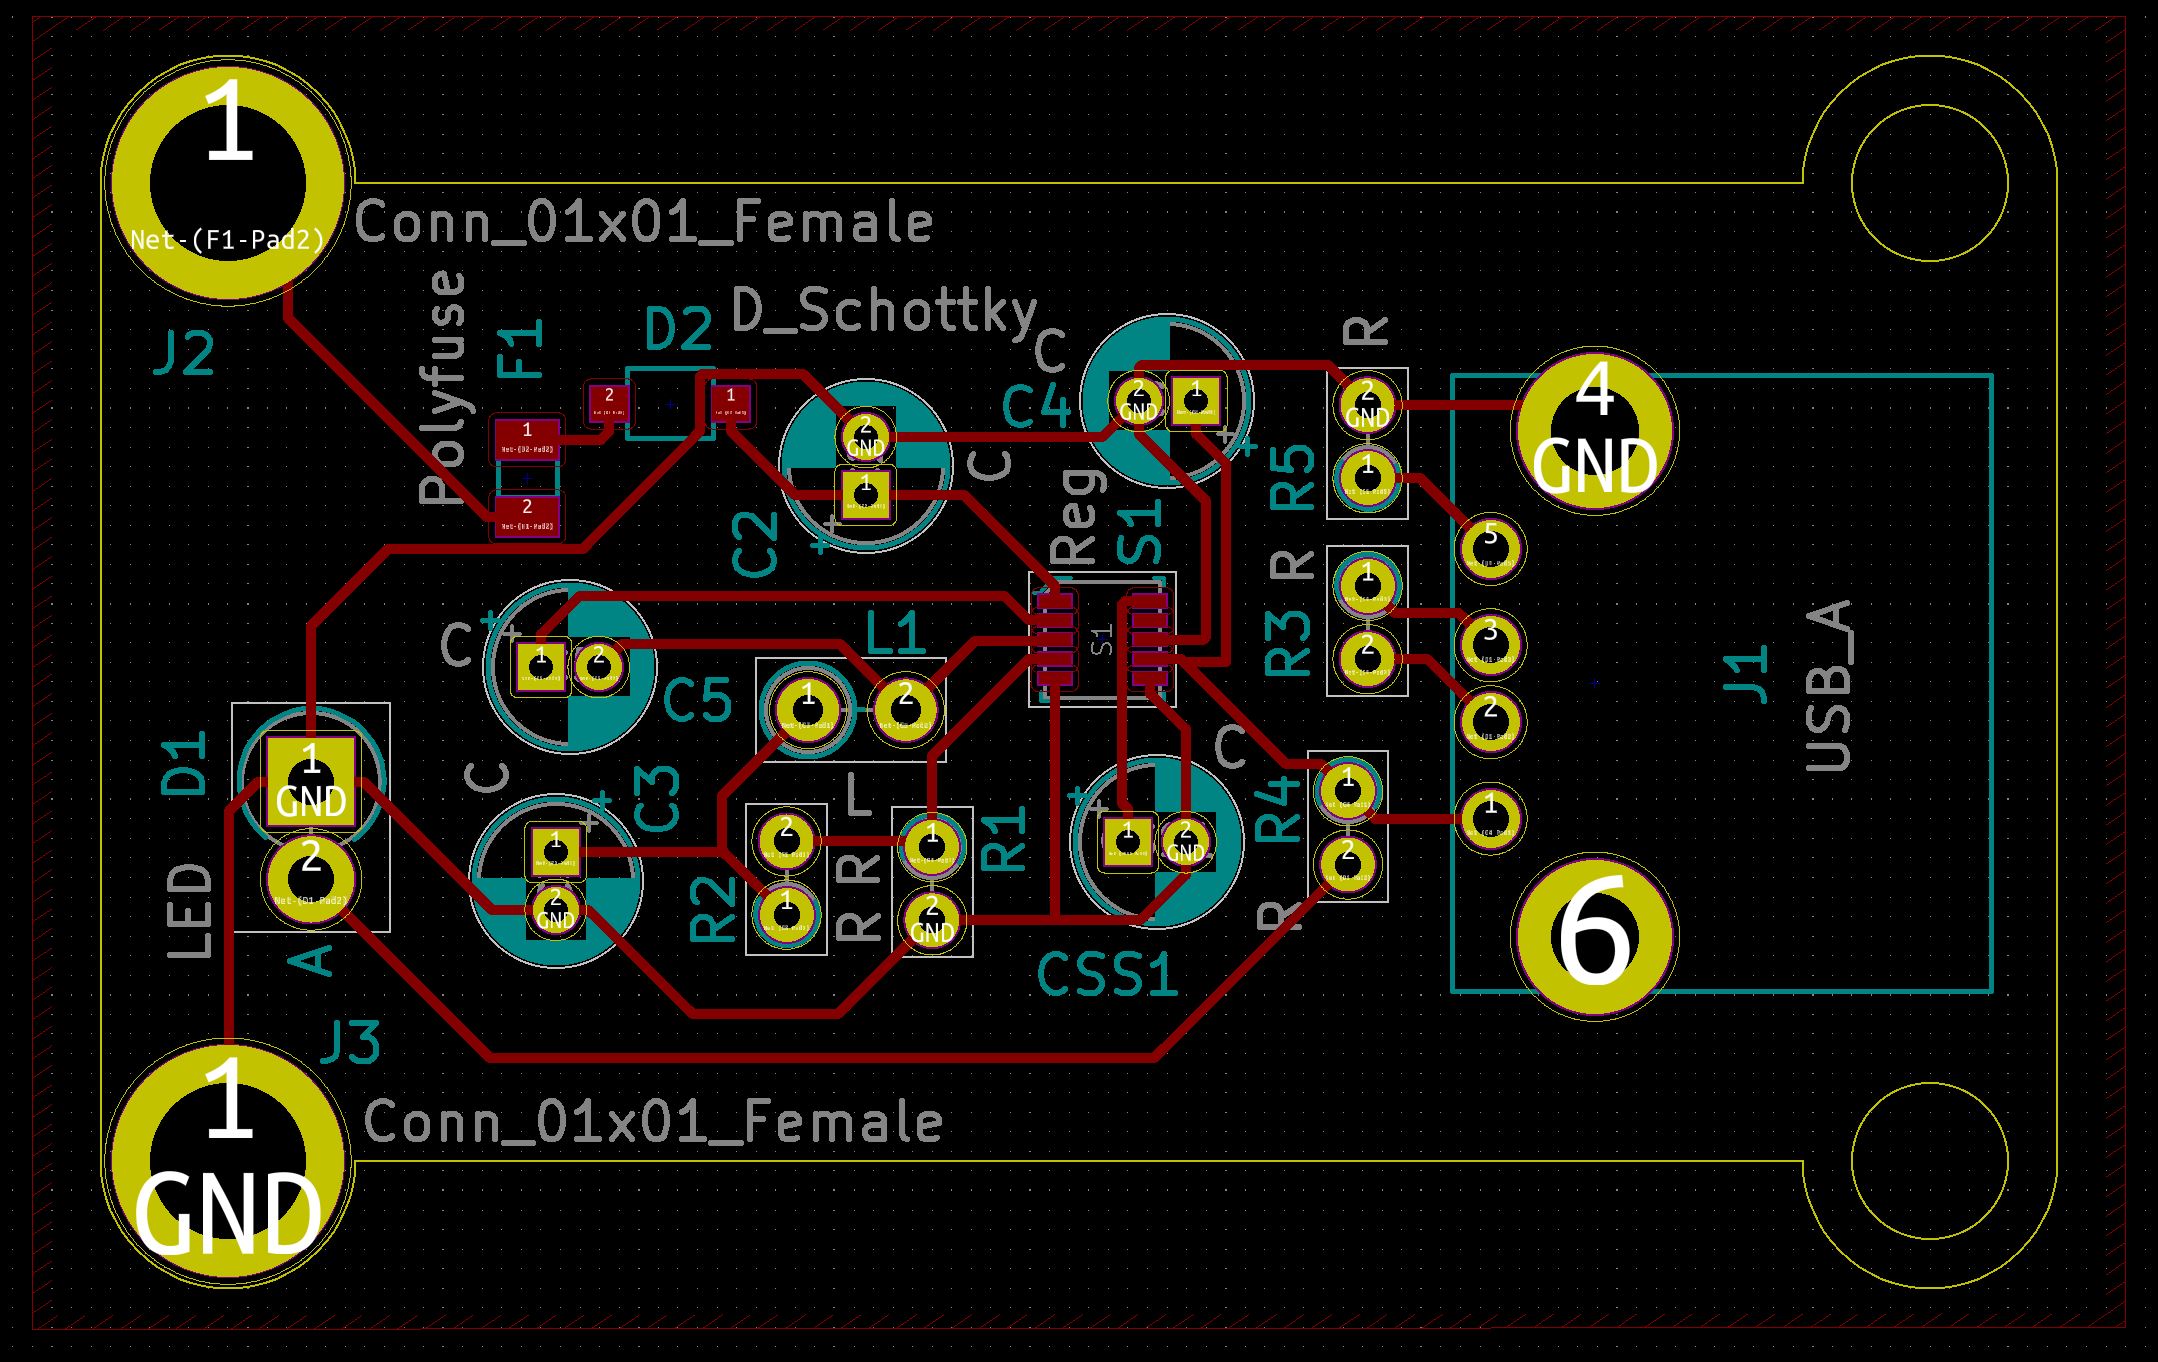 1
Net-(F1-Pad2)
Conn_01x01_Female
J2
Polyfuse
F1
D2
D_Schottky
2
1
1
Net-(D2-Pad2)
2
Net-(F1-Pad2)
C
C4
2
GND
1
R
2
GND
1
R5
4
GND
2
GND
1
C
C2
Reg
S1
S1
5
R
1
2
R3
3
2
1
J1
USB_A
C
1
2
C5
L1
1
2
D1
1
GND
2
Net-(D1-Pad2)
LED
A
C
C3
1
2
GND
L
R
R
R2
2
1
R1
1
2
GND
C
1
2
GND
CSS1
R4
1
2
R
6
J3
1
GND
Conn_01x01_Female